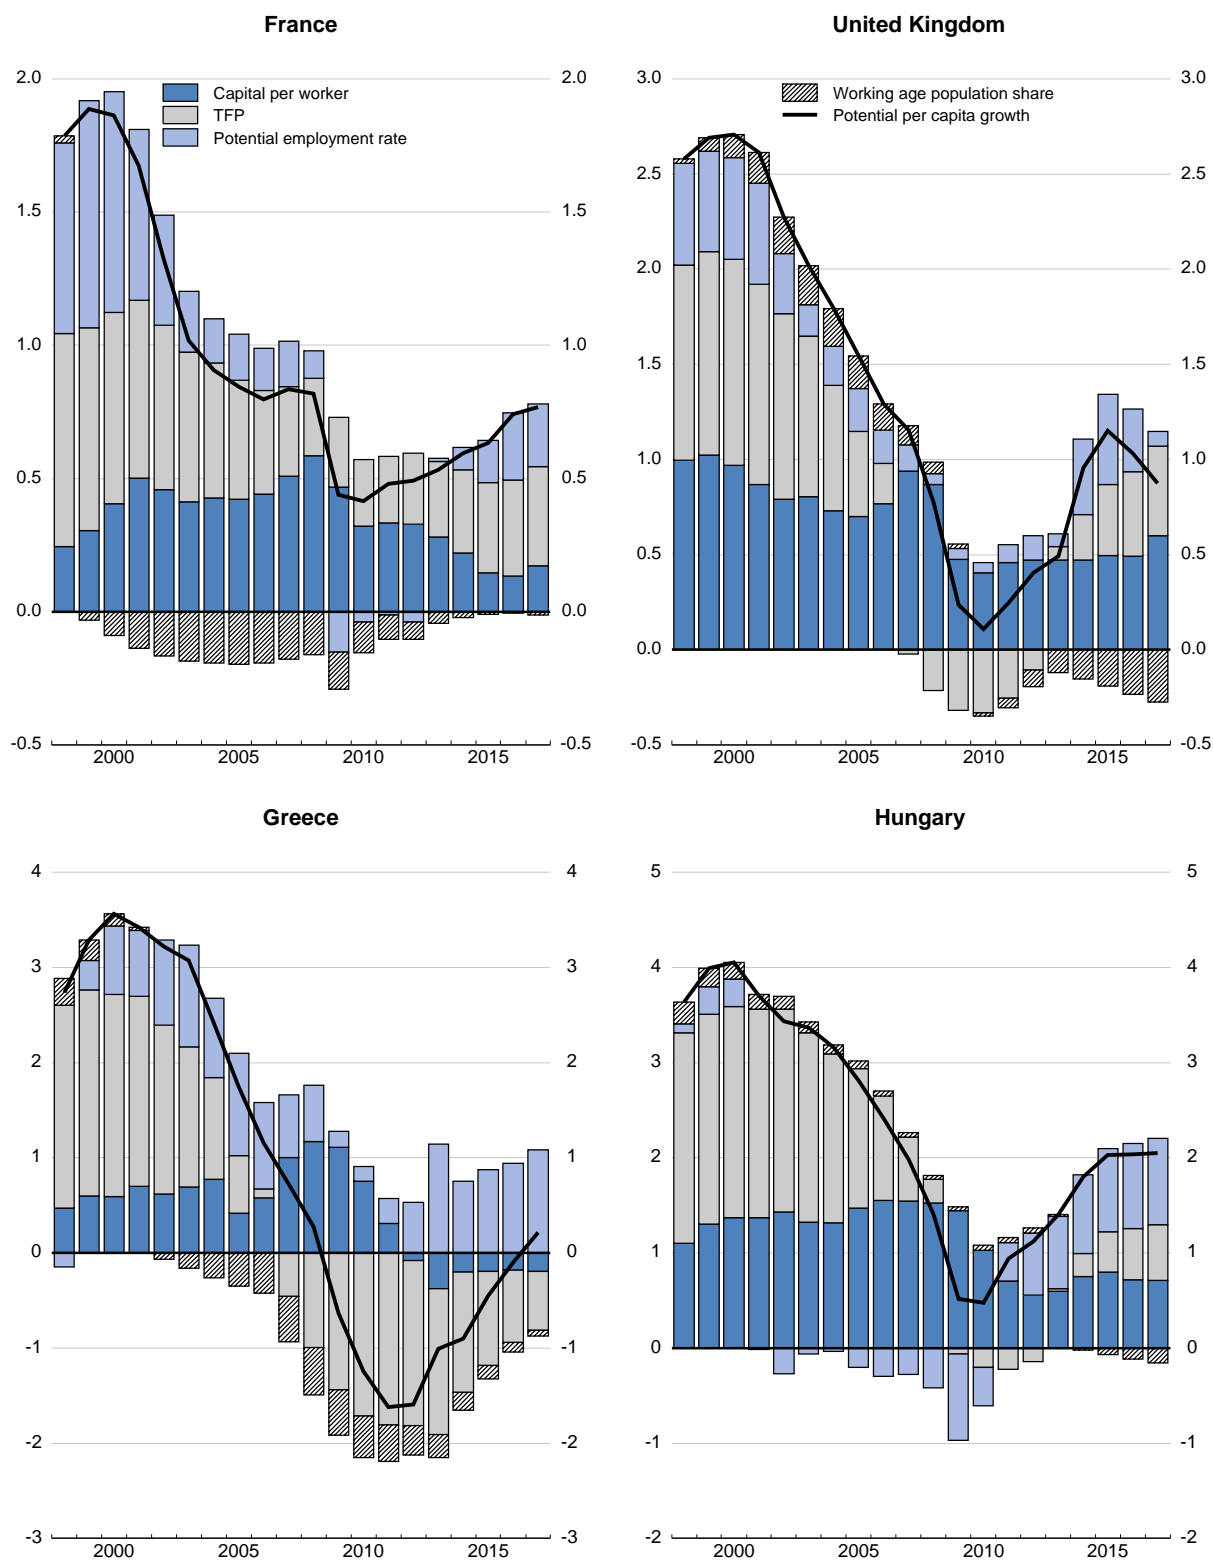 France
2.0 2.0
Capital per worker
TFP
Potential employment rate
1.5 1.5
1.0 1.0
0.5 0.5
0.0 0.0
-0.5 -0.5
2000 2005 2010 2015
United Kingdom
3.0 3.0
Working age population share
Potential per capita growth
2.5 2.5
2.0 2.0
1.5 1.5
1.0 1.0
0.5 0.5
0.0 0.0
-0.5 -0.5
2000 2005 2010 2015
Greece
4 4
3 3
2 2
1 1
0 0
-1 -1
-2 -2
-3 -3
2000 2005 2010 2015
Hungary
5 5
4 4
3 3
2 2
1 1
0 0
-1 -1
-2 -2
2000 2005 2010 2015